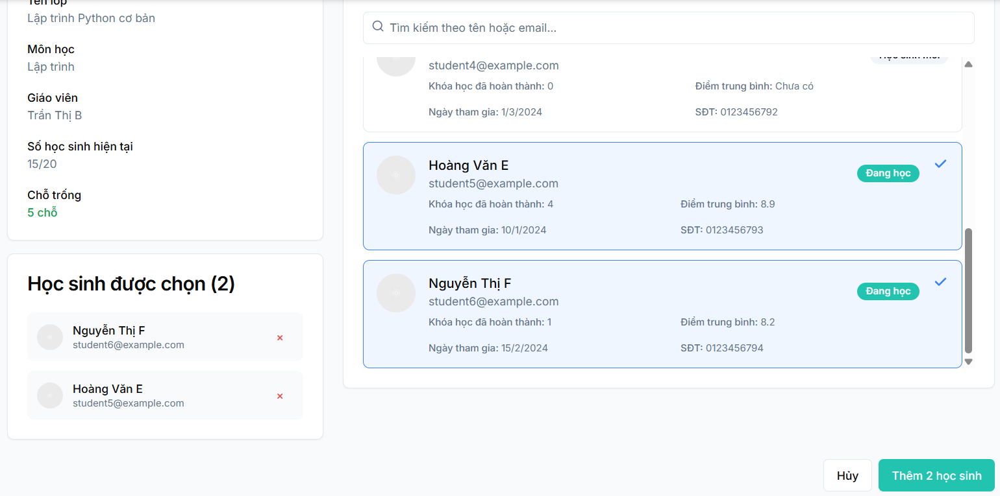 Tên lớp
Lập trình Python cơ bản
Môn học
Lập trình
Giáo viên
Trần Thị B
Số học sinh hiện tại
15/20
Chỗ trống
5 chỗ
Học sinh được chọn (2)
Nguyễn Thị F
student6@example.com
Hoàng Văn E
student5@example.com
Tìm kiếm theo tên hoặc email...
Học sinh mới
student4@example.com
Khóa học đã hoàn thành: 0
Điểm trung bình: Chưa có
Ngày tham gia: 1/3/2024
SĐT: 0123456792
Hoàng Văn E
Đang học
student5@example.com
Khóa học đã hoàn thành: 4
Điểm trung bình: 8.9
Ngày tham gia: 10/1/2024
SĐT: 0123456793
Nguyễn Thị F
Đang học
student6@example.com
Khóa học đã hoàn thành: 1
Điểm trung bình: 8.2
Ngày tham gia: 15/2/2024
SĐT: 0123456794
Hủy
Thêm 2 học sinh